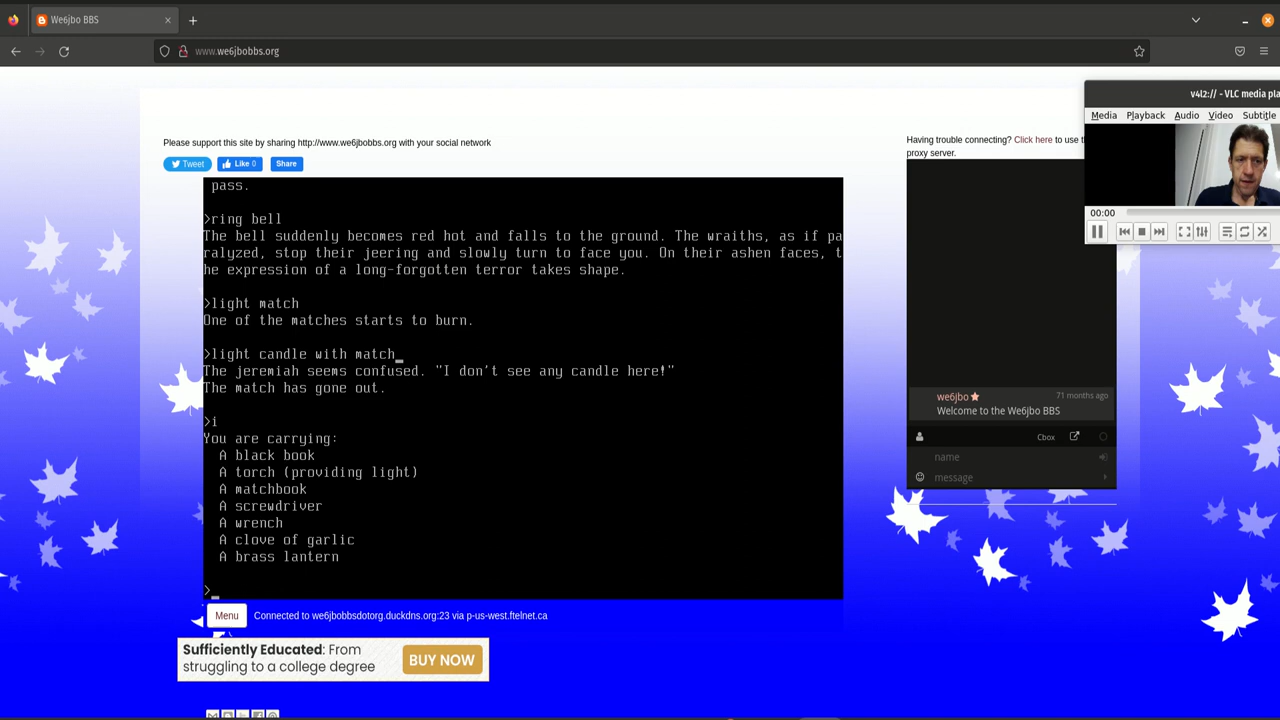 We6jbo BBS
www.we6jbobbs.org
v4l2:// - VLC media pla
Media Playback Audio Video Subtitle
00:00
Please support this site by sharing http://www.we6jbobbs.org with your social network
Tweet
Like 0
Share
Having trouble connecting? Click here to use t
proxy server.
pass.
>ring bell
The bell suddenly becomes red hot and falls to the ground. The wraiths, as if pa
ralyzed, stop their jeering and slowly turn to face you. On their ashen faces, t
he expression of a long-forgotten terror takes shape.
>light match
One of the matches starts to burn.
>light candle with match_
The jeremiah seems confused. "I don't see any candle here!"
The match has gone out.
>i
You are carrying:
A black book
A torch (providing light)
A matchbook
A screwdriver
A wrench
A clove of garlic
A brass lantern
>_
we6jbo 71 months ago
Welcome to the We6jbo BBS
Cbox
name
message
Menu
Connected to we6jbobbsdotorg.duckdns.org:23 via p-us-west.ftelnet.ca
Sufficiently Educated: From
struggling to a college degree
BUY NOW